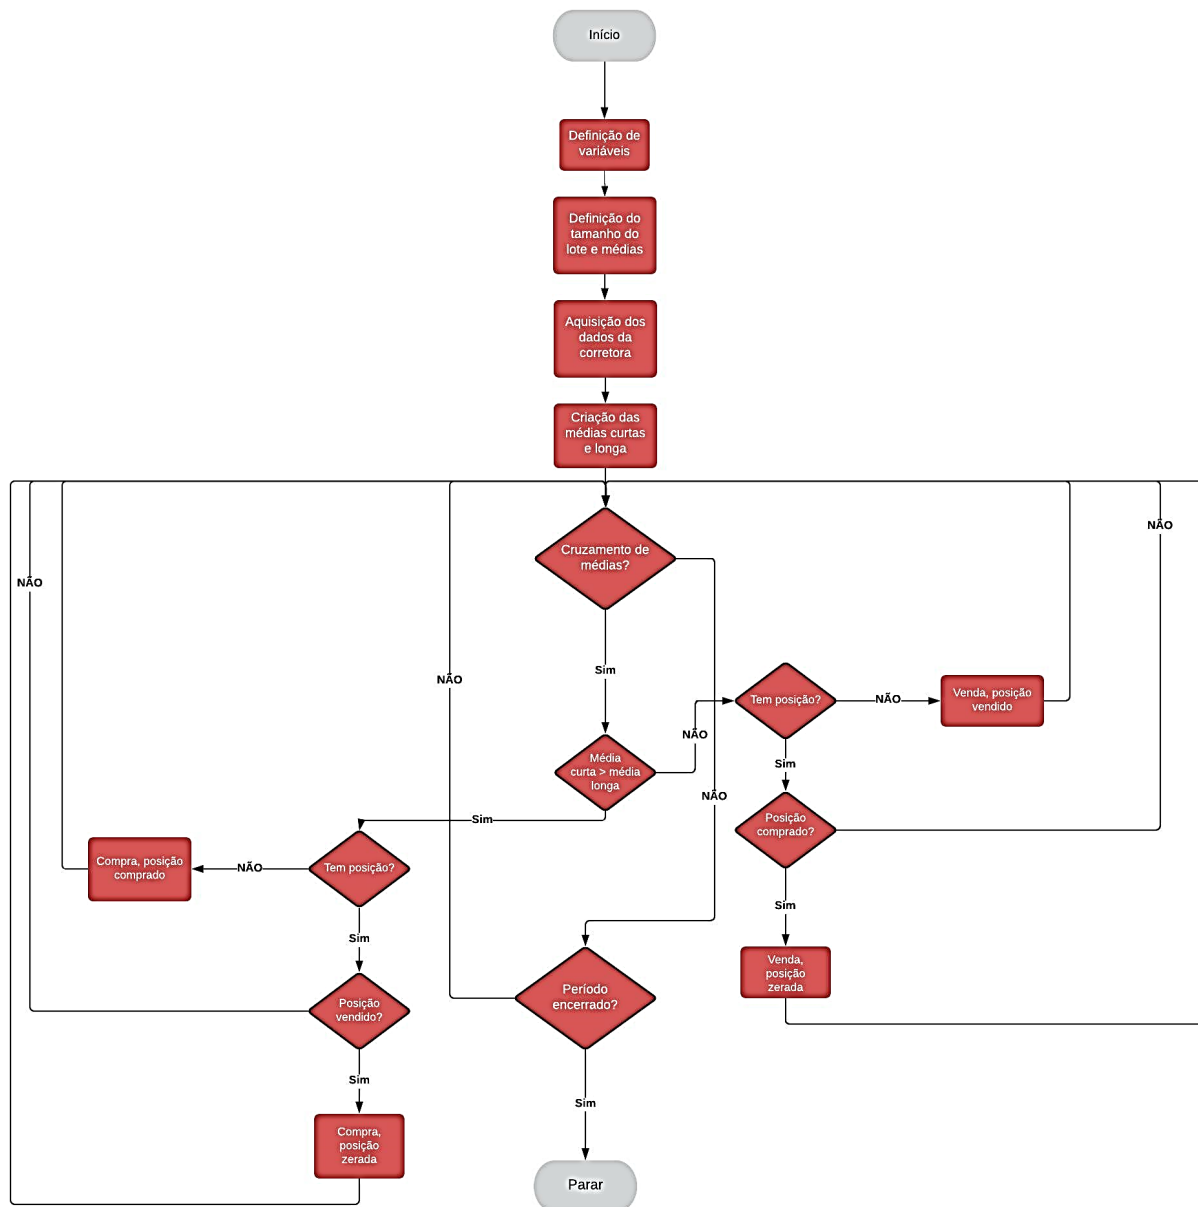 Início
Definição de
variáveis
Definição do
tamanho do
lote e médias
Aquisição dos
dados da
corretora
Criação das
médias curtas
e longa
Cruzamento de
médias?
NÃO
NÃO
Sim
NÃO
Tem posição?
NÃO
Venda, posição
vendido
NÃO
Média
curta > média
longa
Sim
NÃO
Posição
comprado?
Sim
Compra, posição
comprado
NÃO
Tem posição?
Sim
Sim
Venda,
posição
zerada
Posição
vendido?
Período
encerrado?
Sim
Sim
Compra,
posição
zerada
Parar